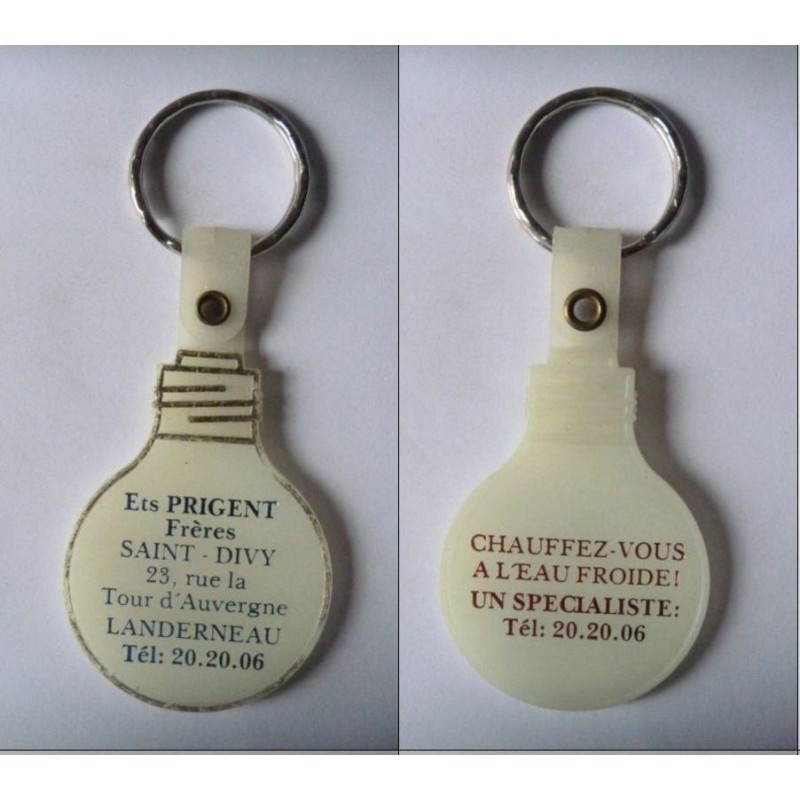 Ets PRIGENT
Frères
SAINT - DIVY
23, rue la
Tour d'Auvergne
LANDERNEAU
Tél: 20.20.06
CHAUFFEZ-VOUS
A L'EAU FROIDE!
UN SPECIALISTE:
Tél: 20.20.06